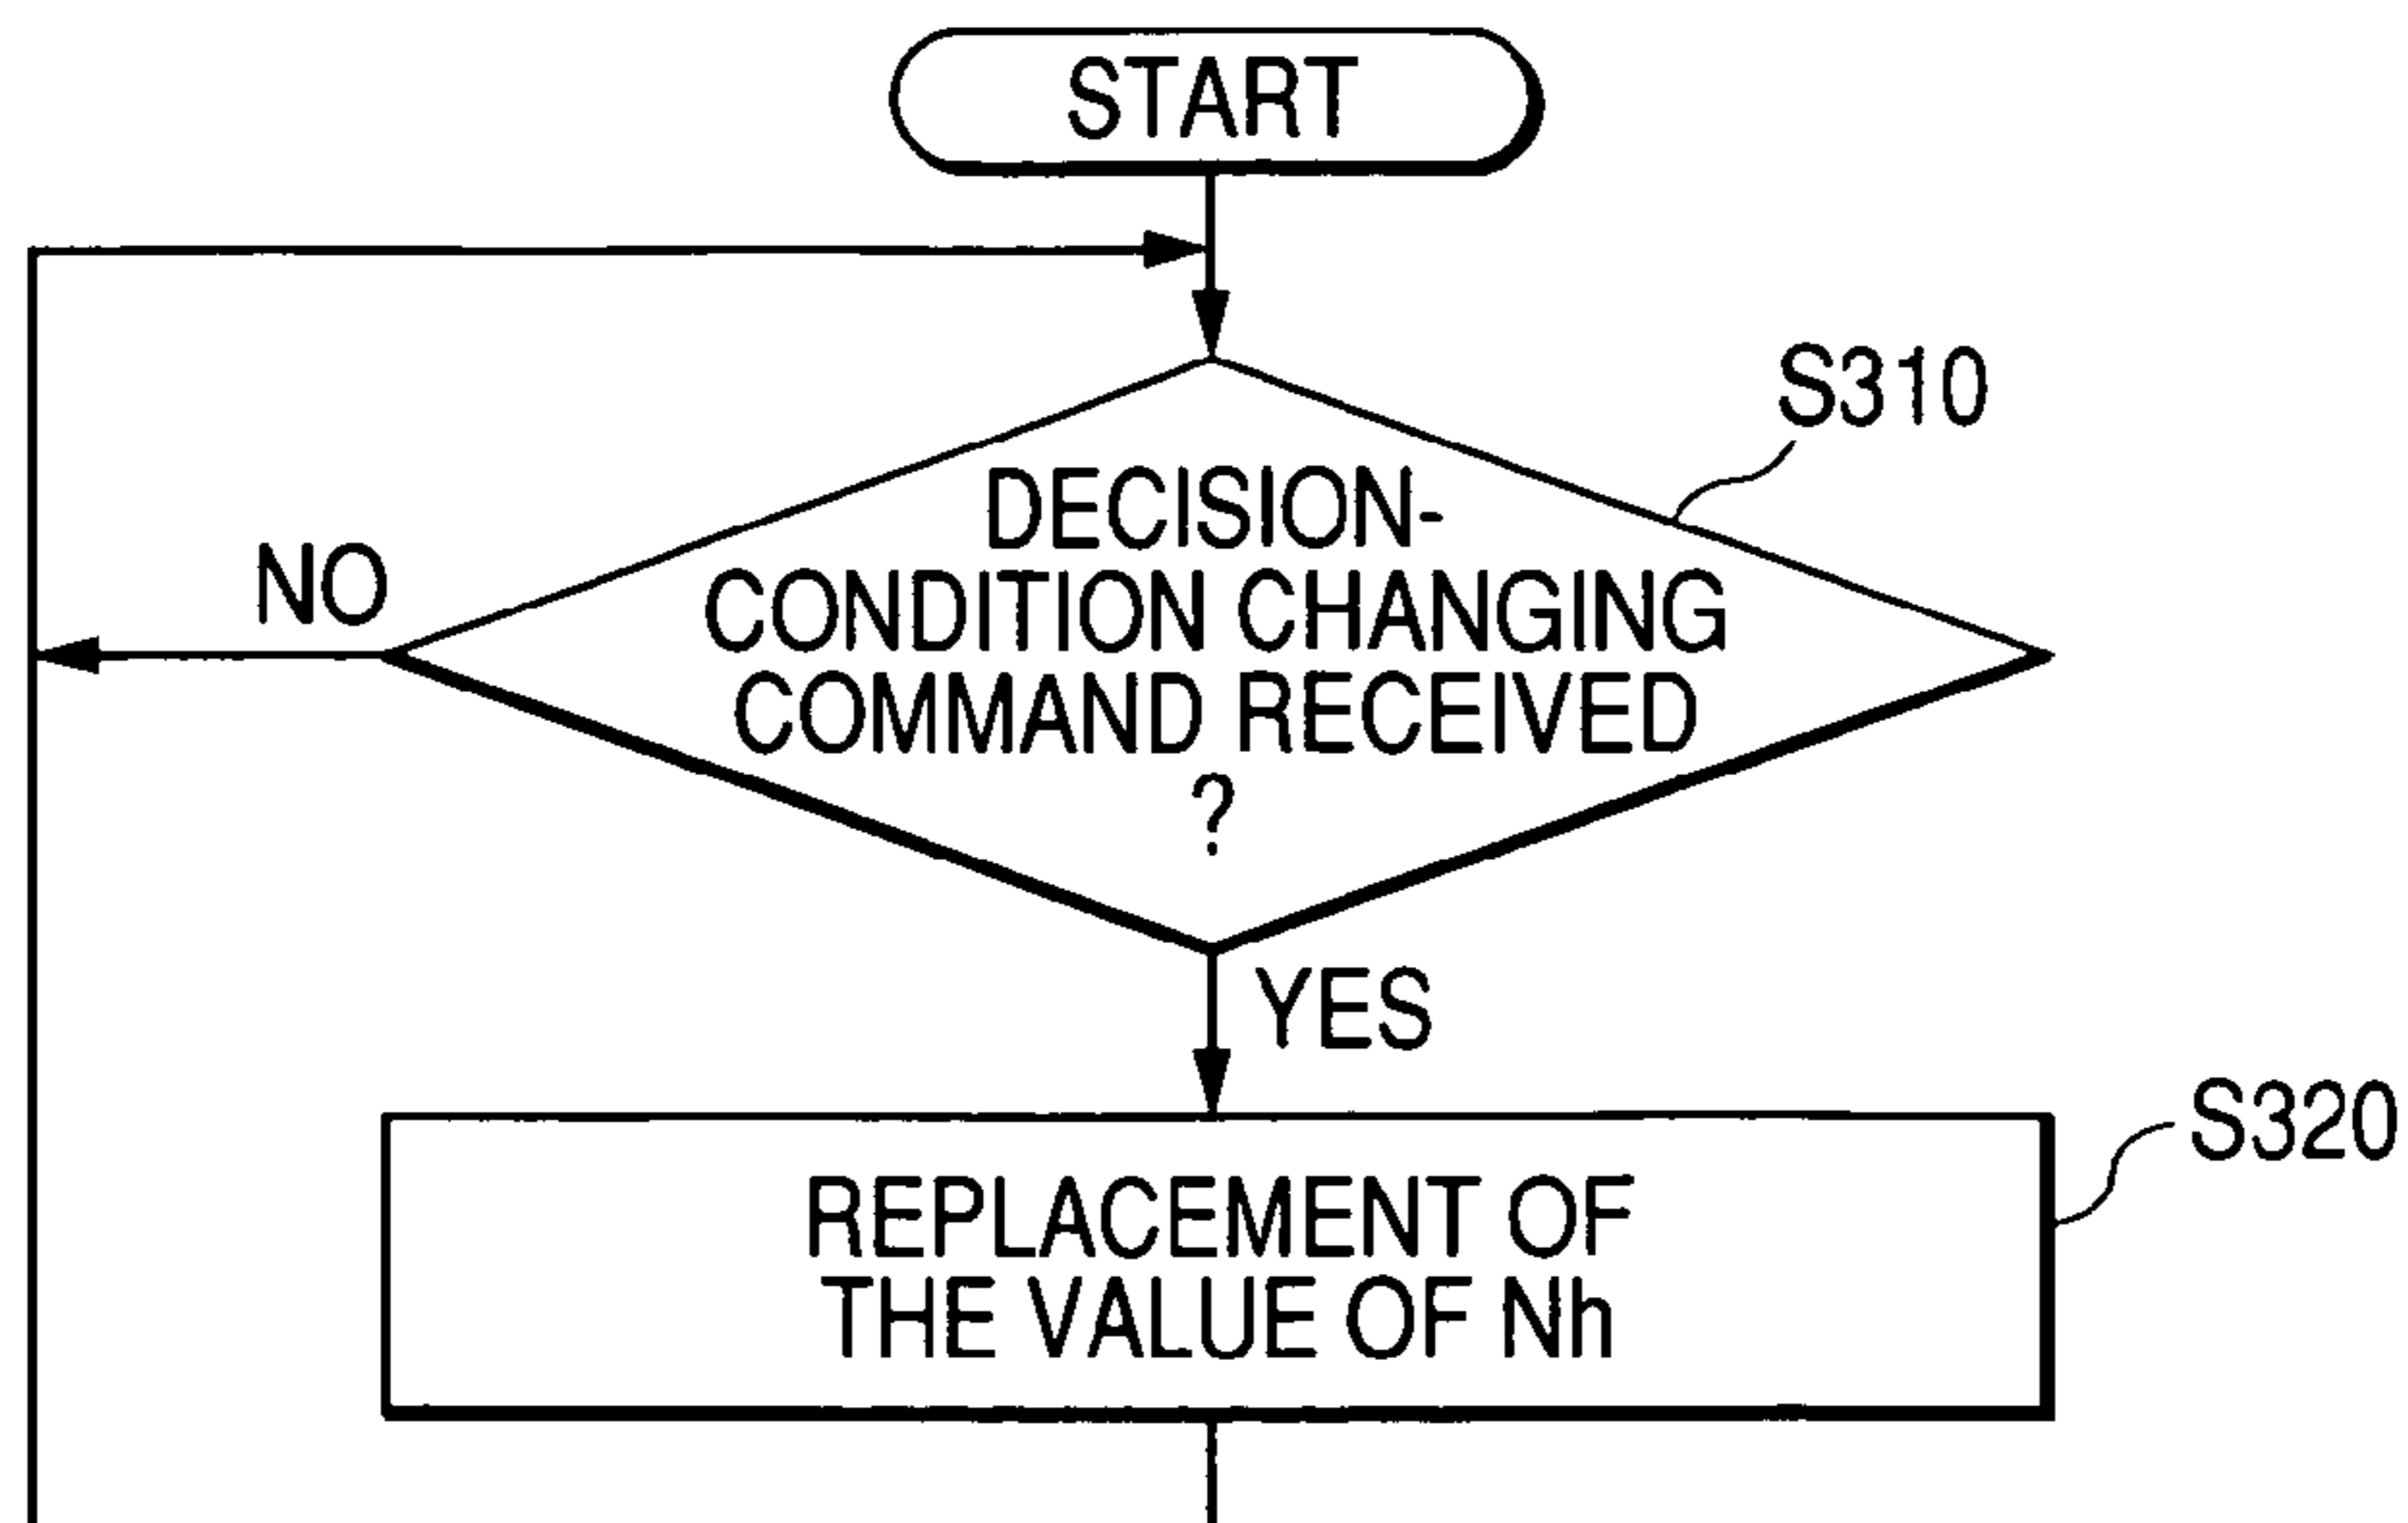 START
S310
DECISION-
CONDITION CHANGING
COMMAND RECEIVED
?
NO
YES
S320
REPLACEMENT OF
THE VALUE OF Nh